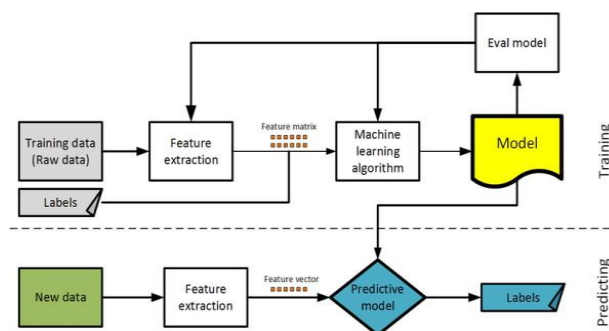 Eval model
Training data
(Raw data)
Feature
extraction
Feature matrix
Machine
learning
algorithm
Model
Training
Labels
New data
Feature
extraction
Feature vector
Predictive
model
Labels
Predicting